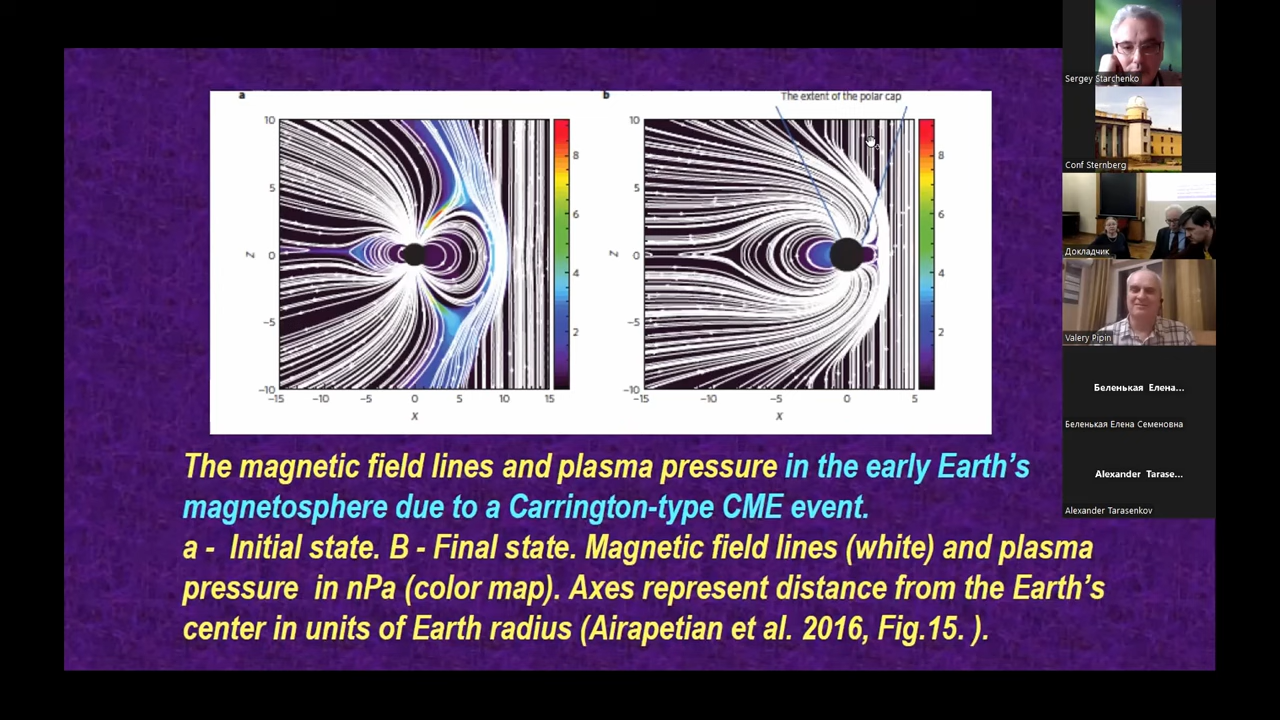 a
b
The extent of the polar cap
10
5
0
−5
−10
Z
−15 −10 −5 0 5 10 15
X
8
6
4
2
10
5
0
−5
−10
Z
−15 −10 −5 0 5
X
8
6
4
2
The magnetic field lines and plasma pressure in the early Earth’s
magnetosphere due to a Carrington-type CME event.
a - Initial state. B - Final state. Magnetic field lines (white) and plasma
pressure in nPa (color map). Axes represent distance from the Earth’s
center in units of Earth radius (Airapetian et al. 2016, Fig.15. ).
Sergey Starchenko
Conf Sternberg
Докладчик
Valery Pipin
Беленькая Елена...
Беленькая Елена Семеновна
Alexander Tarase...
Alexander Tarasenkov